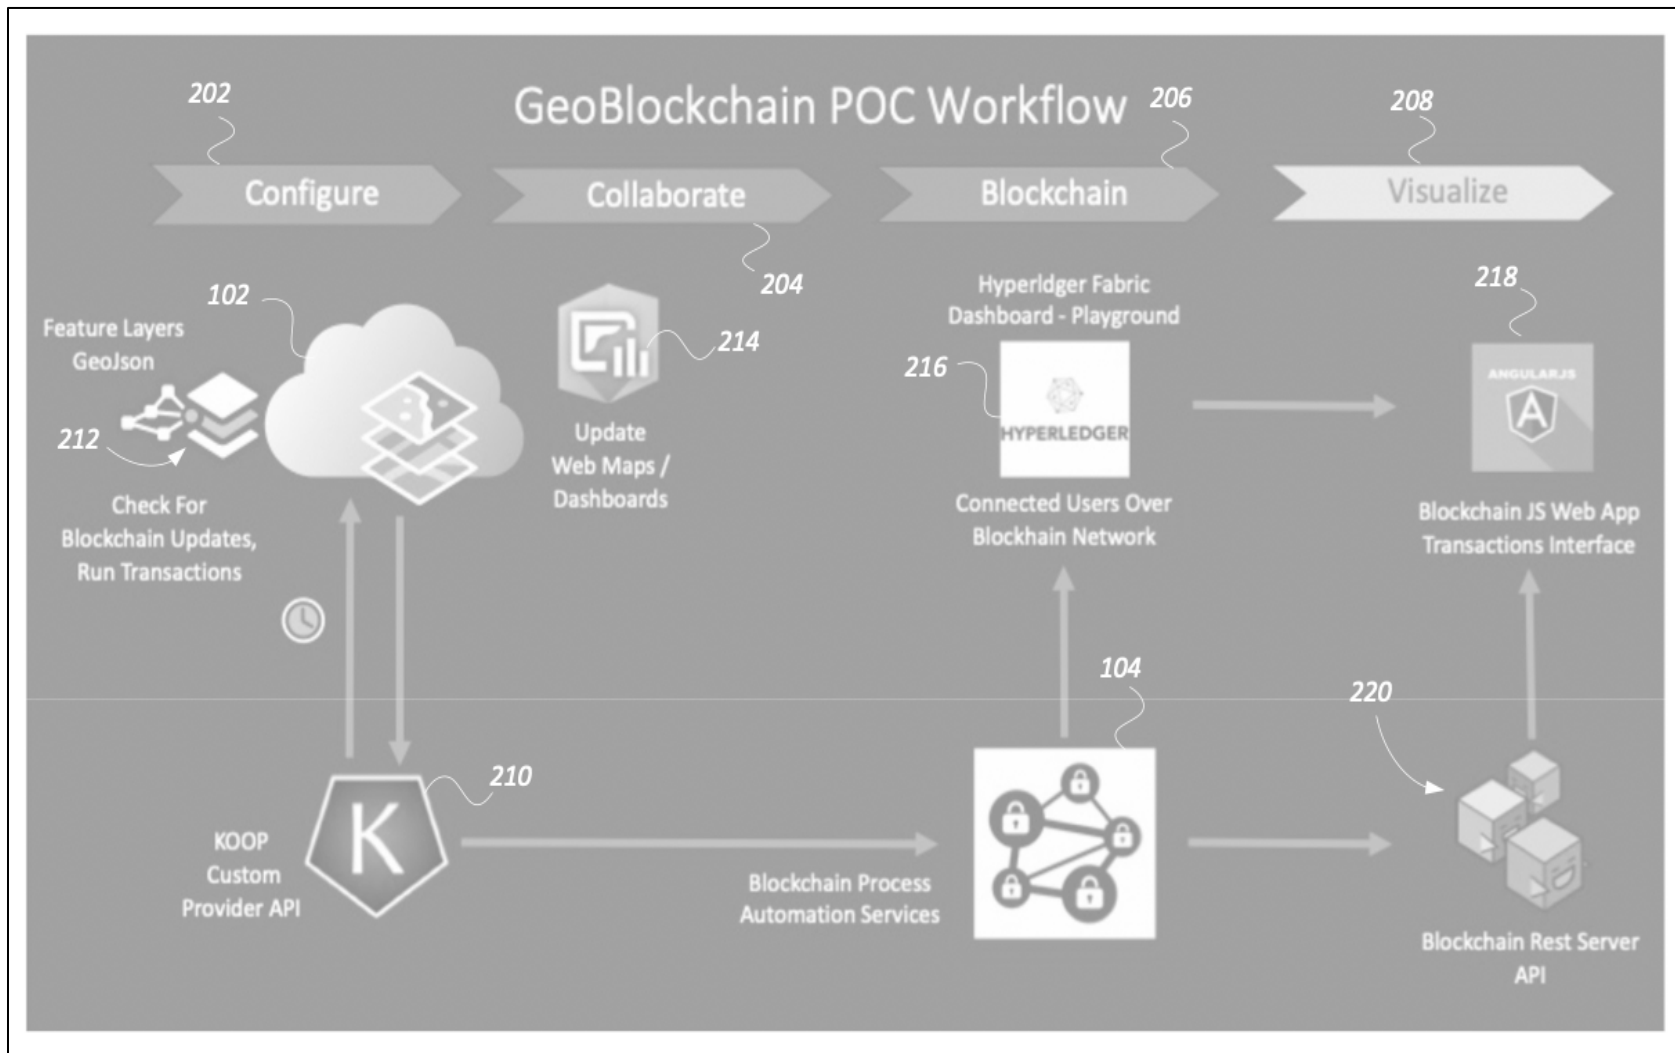 GeoBlockchain POC Workflow
202
206
208
Configure
Collaborate
Blockchain
Visualize
204
102
Feature Layers
GeoJson
212
Check For
Blockchain Updates,
Run Transactions
214
Update
Web Maps /
Dashboards
Hyperldger Fabric
Dashboard - Playground
216
HYPERLEDGER
Connected Users Over
Blockhain Network
218
ANGULARJS
A
Blockchain JS Web App
Transactions Interface
210
K
KOOP
Custom
Provider API
Blockchain Process
Automation Services
104
220
Blockchain Rest Server
API